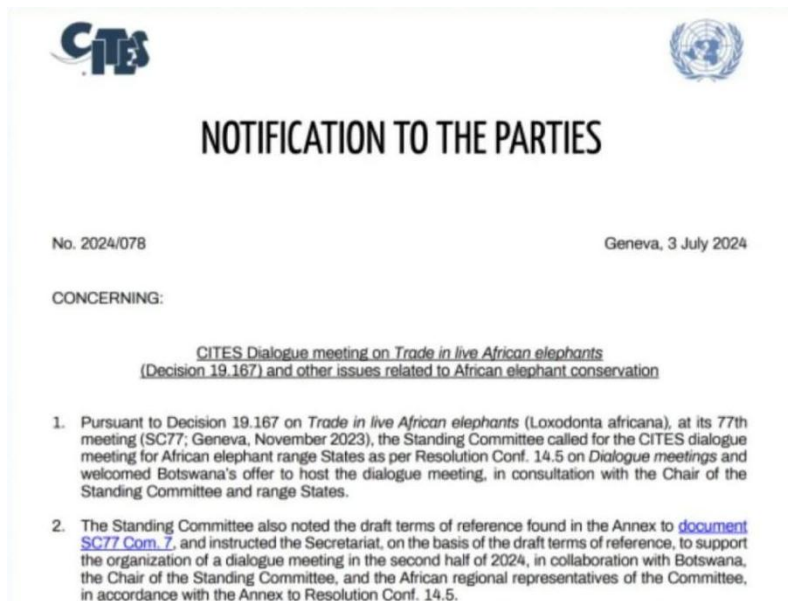 CITES
NOTIFICATION TO THE PARTIES
No. 2024/078
Geneva, 3 July 2024
CONCERNING:
CITES Dialogue meeting on Trade in live African elephants
(Decision 19.167) and other issues related to African elephant conservation
1. Pursuant to Decision 19.167 on Trade in live African elephants (Loxodonta africana), at its 77th
meeting (SC77; Geneva, November 2023), the Standing Committee called for the CITES dialogue
meeting for African elephant range States as per Resolution Conf. 14.5 on Dialogue meetings and
welcomed Botswana's offer to host the dialogue meeting, in consultation with the Chair of the
Standing Committee and range States.
2. The Standing Committee also noted the draft terms of reference found in the Annex to document
SC77 Com. 7, and instructed the Secretariat, on the basis of the draft terms of reference, to support
the organization of a dialogue meeting in the second half of 2024, in collaboration with Botswana,
the Chair of the Standing Committee, and the African regional representatives of the Committee,
in accordance with the Annex to Resolution Conf. 14.5.